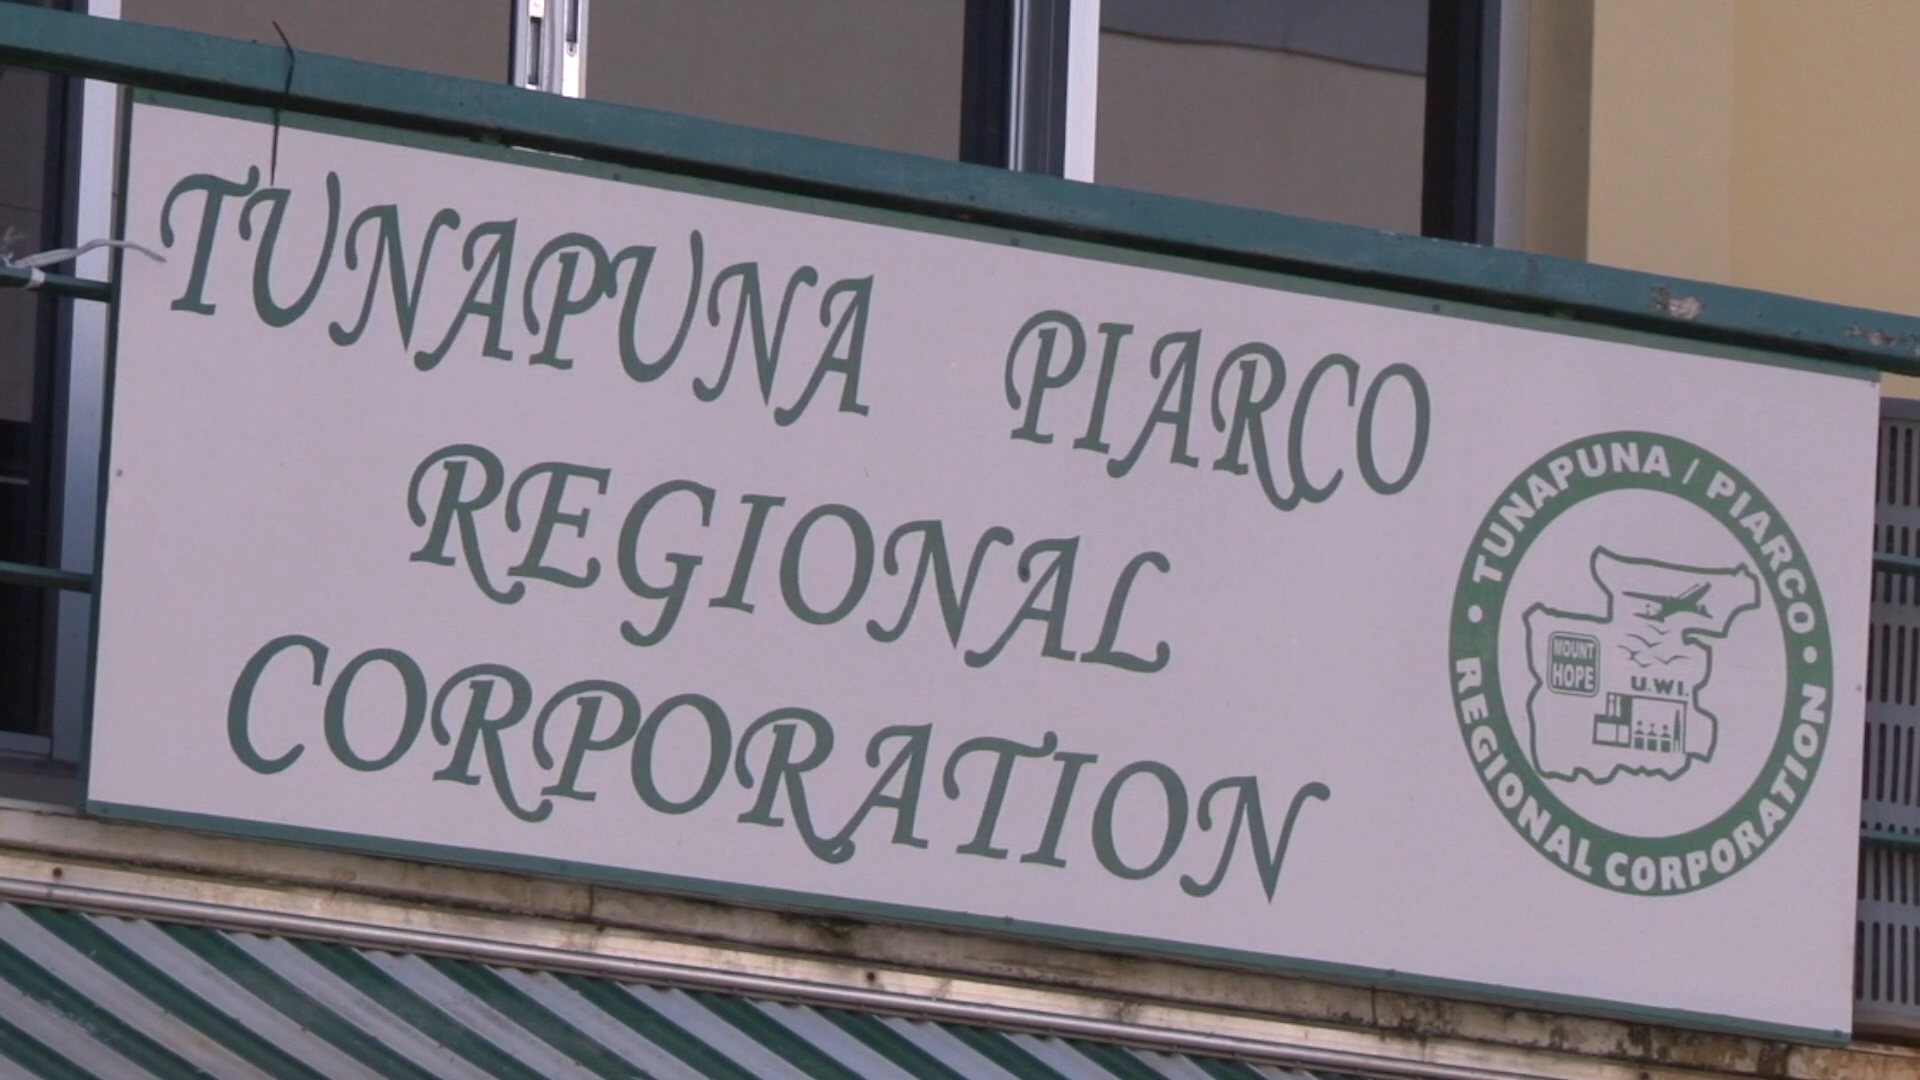 TUNAPUNA PIARCO
REGIONAL
CORPORATION
• TUNAPUNA / PIARCO •
REGIONAL CORPORATION
MOUNT
HOPE
U.W.I.